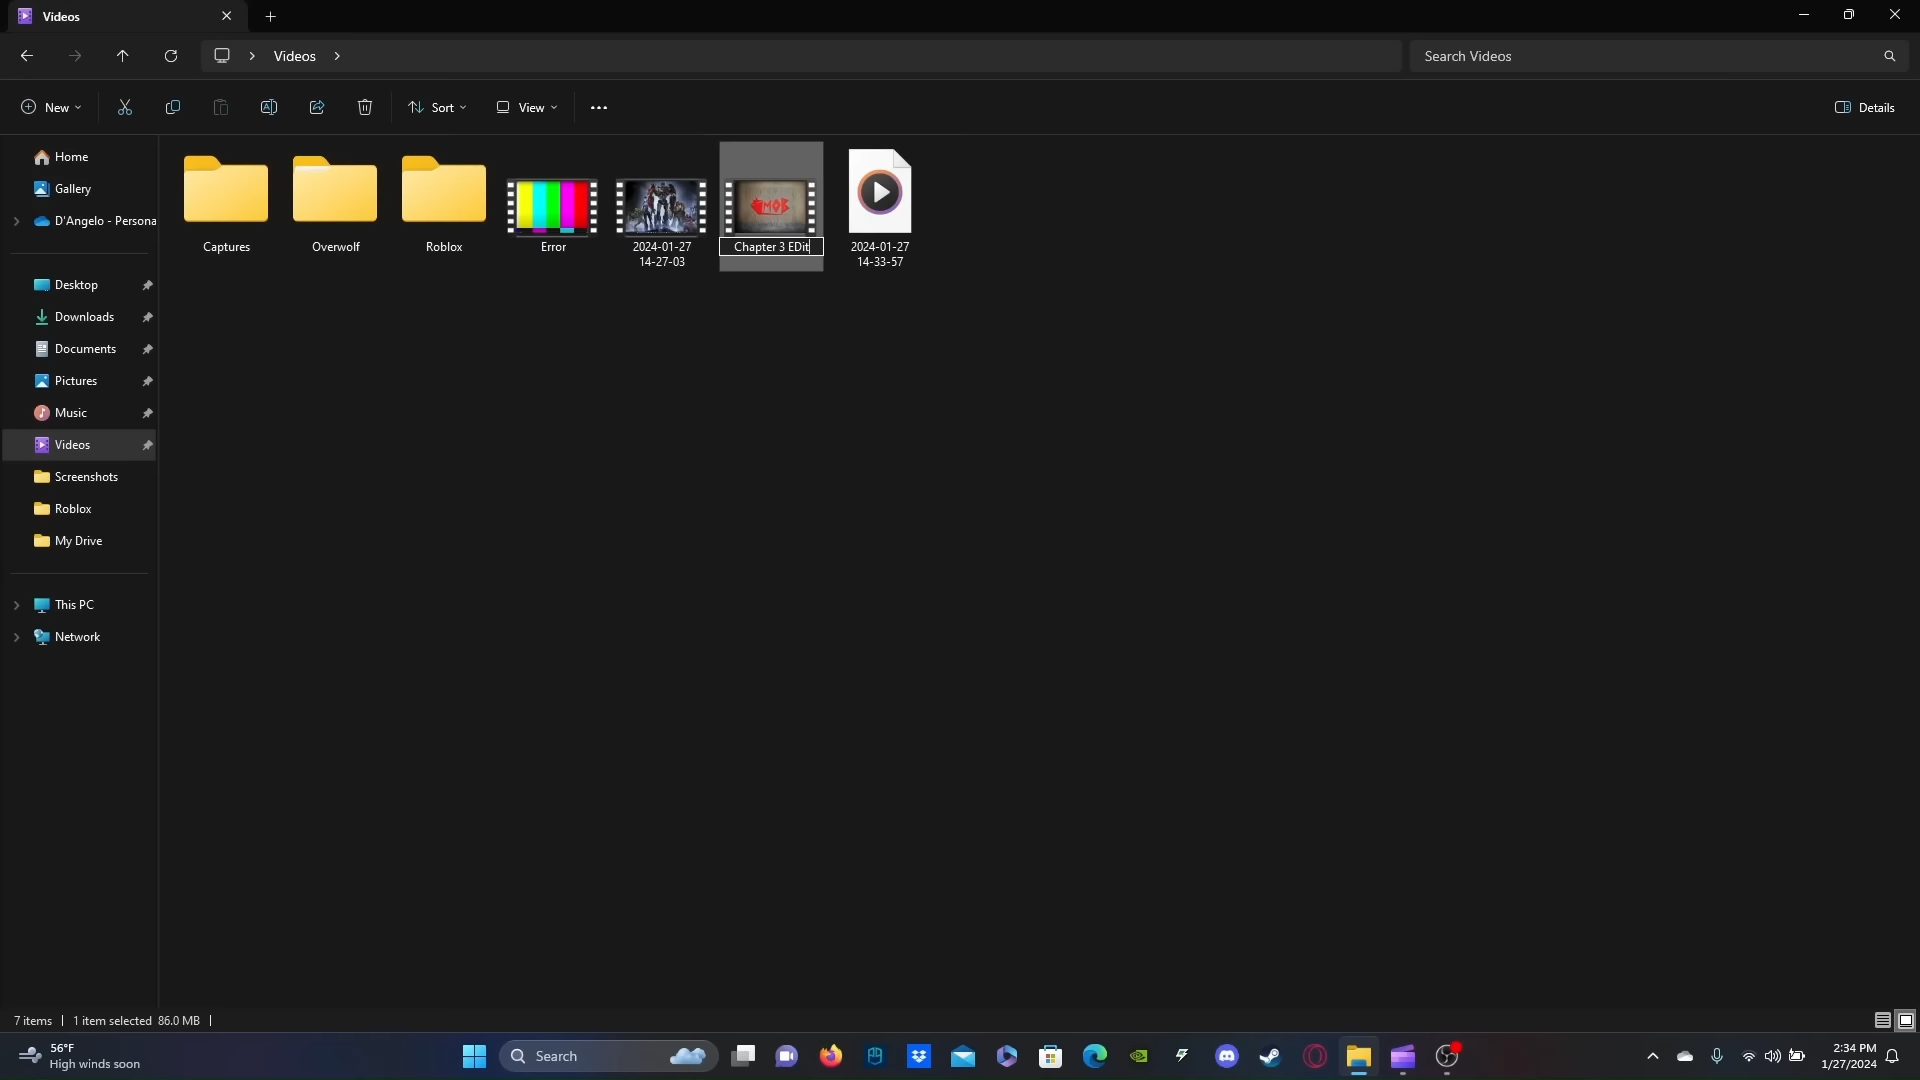 Videos
Videos
Search Videos
New
Sort
View
Details
Home
Gallery
D'Angelo - Persona
Desktop
Downloads
Documents
Pictures
Music
Videos
Screenshots
Roblox
My Drive
This PC
Network
Captures
Overwolf
Roblox
Error
2024-01-27
14-27-03
MOB
Chapter 3 EDit
2024-01-27
14-33-57
7 items
1 item selected 86.0 MB
56°F
High winds soon
Search
2:34 PM
1/27/2024